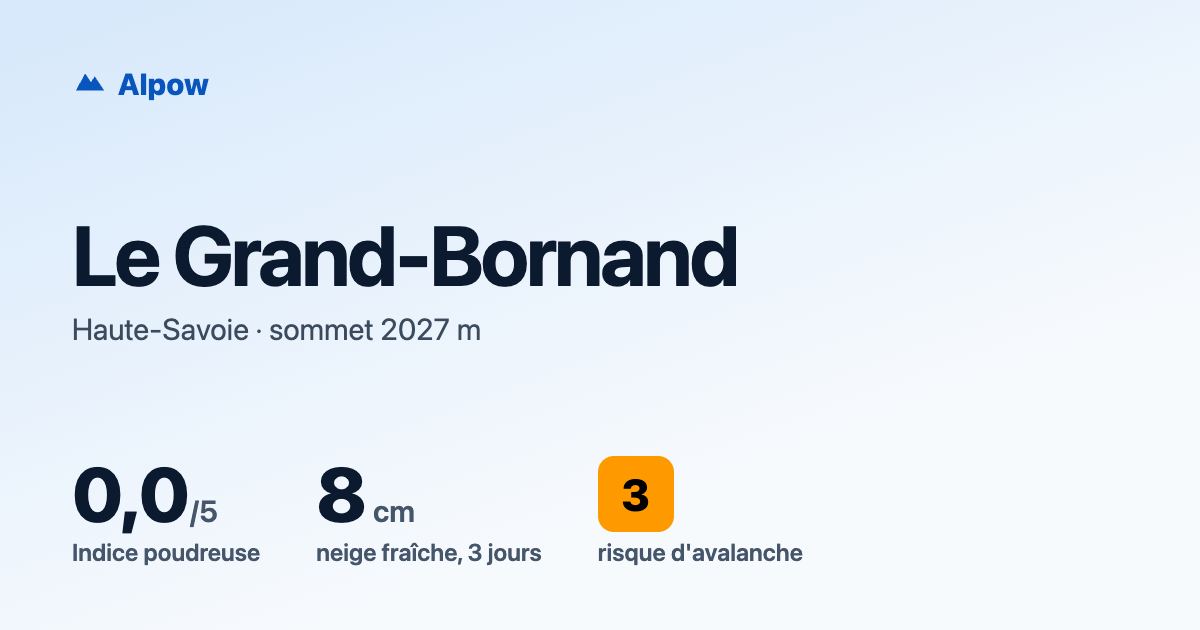 Alpow
Le Grand-Bornand
Haute-Savoie · sommet 2027 m
0,0/5
Indice poudreuse
8 cm
neige fraîche, 3 jours
3
risque d'avalanche